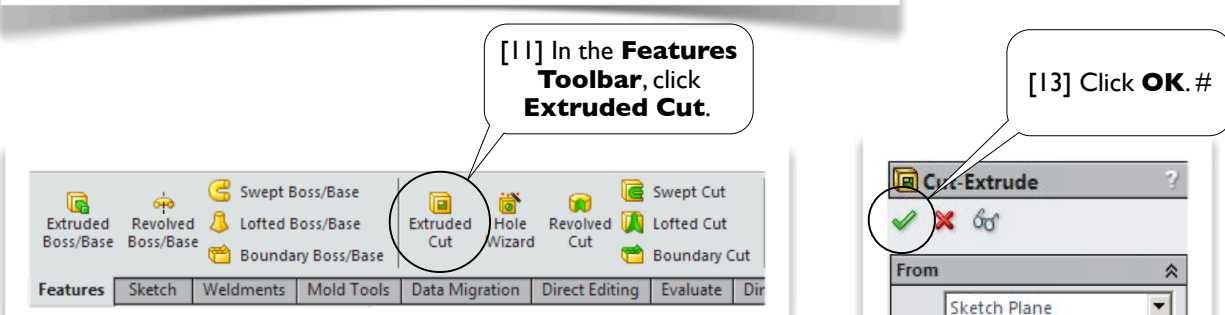 [11] In the Features
Toolbar, click
Extruded Cut.
[13] Click OK. #
Extruded
Boss/Base
Revolved
Boss/Base
Swept Boss/Base
Lofted Boss/Base
Boundary Boss/Base
Extruded
Cut
Hole
Wizard
Revolved
Cut
Swept Cut
Lofted Cut
Boundary Cut
Features Sketch Weldments Mold Tools Data Migration Direct Editing Evaluate Dir
Cut-Extrude ?
From
Sketch Plane